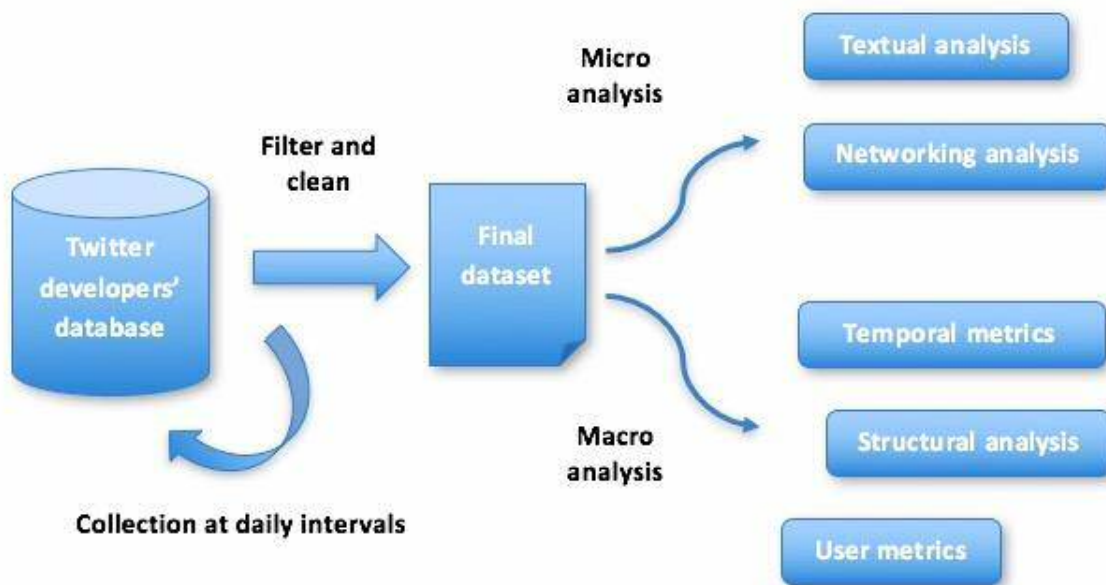 Micro
analysis
Textual analysis
Networking analysis
Filter and
clean
Twitter
developers’
database
Final
dataset
Temporal metrics
Macro
analysis
Structural analysis
Collection at daily intervals
User metrics